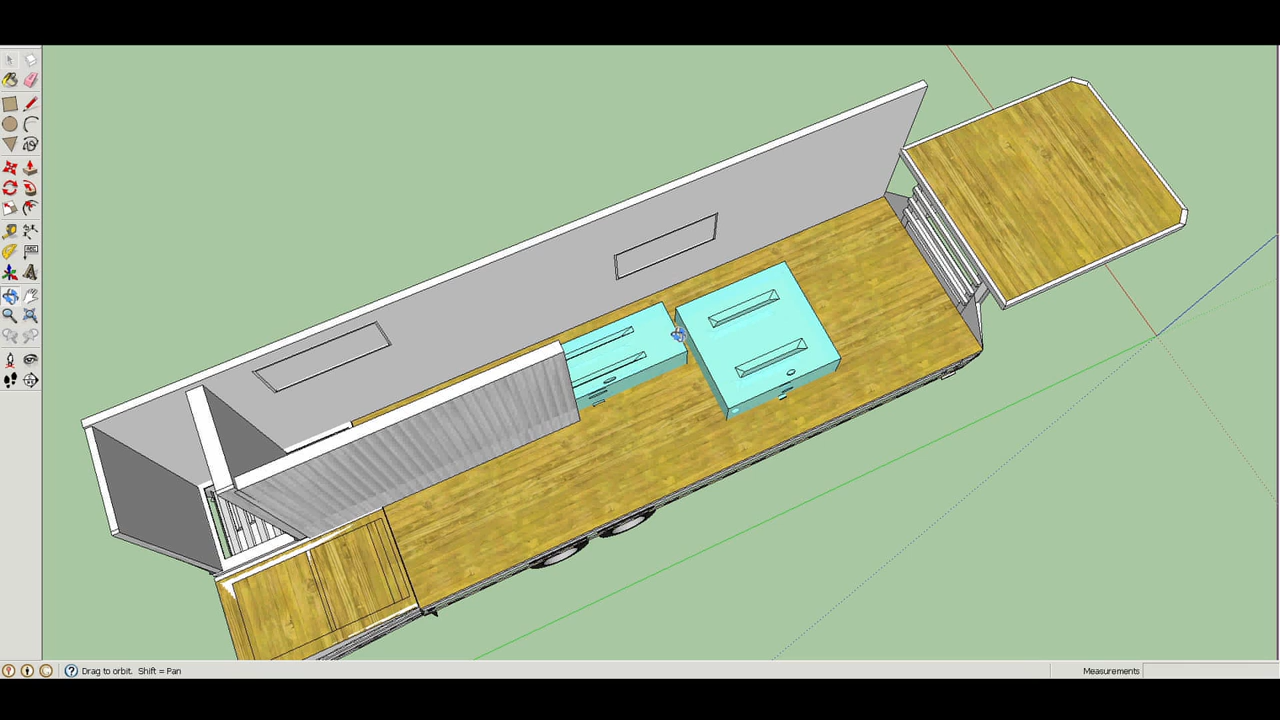 Drag to orbit. Shift = Pan
Measurements